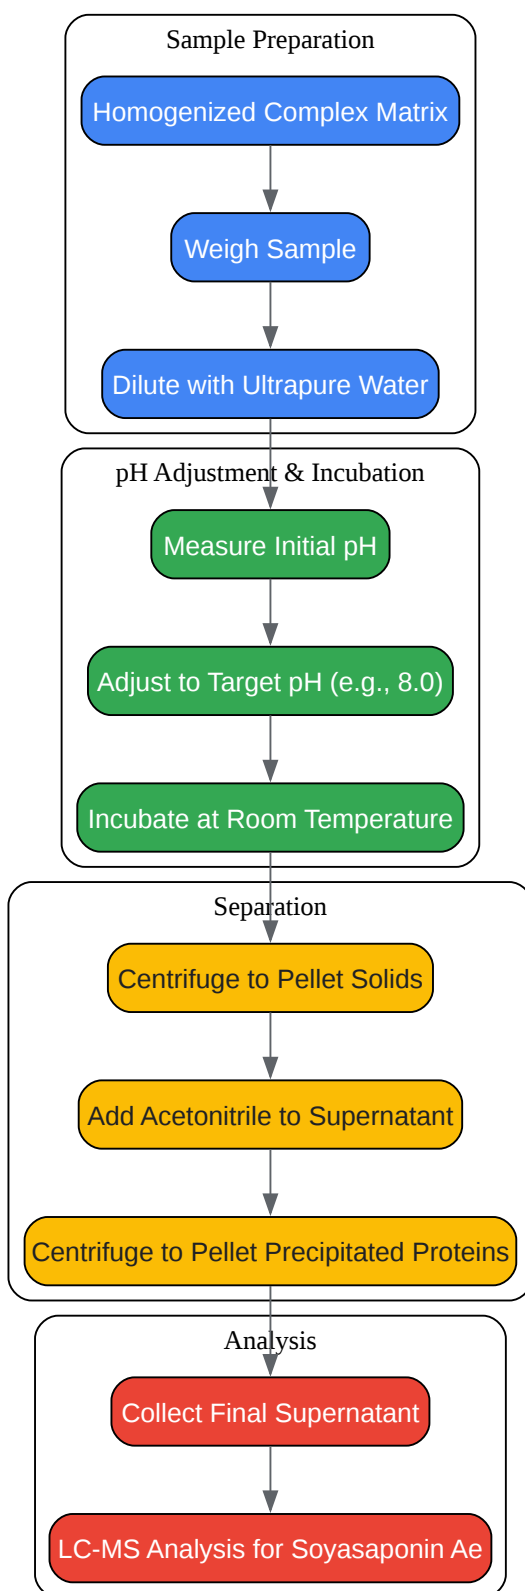 Sample Preparation
Homogenized Complex Matrix
Weigh Sample
Dilute with Ultrapure Water
pH Adjustment & Incubation
Measure Initial pH
Adjust to Target pH (e.g., 8.0)
Incubate at Room Temperature
Separation
Centrifuge to Pellet Solids
Add Acetonitrile to Supernatant
Centrifuge to Pellet Precipitated Proteins
Analysis
Collect Final Supernatant
LC-MS Analysis for Soyasaponin Ae